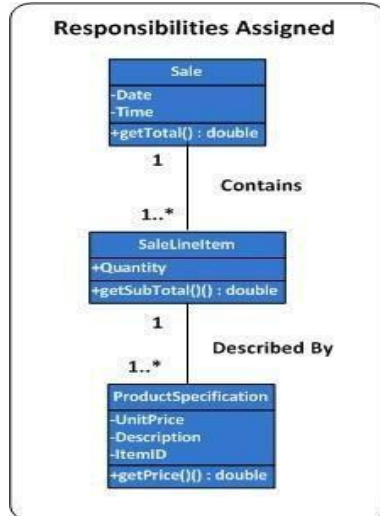 Responsibilities Assigned
Sale
-Date
-Time
+getTotal() : double
1
Contains
1..*
SaleLineItem
+Quantity
+getSubTotal()() : double
1
Described By
1..*
ProductSpecification
-UnitPrice
-Description
-ItemID
+getPrice()() : double